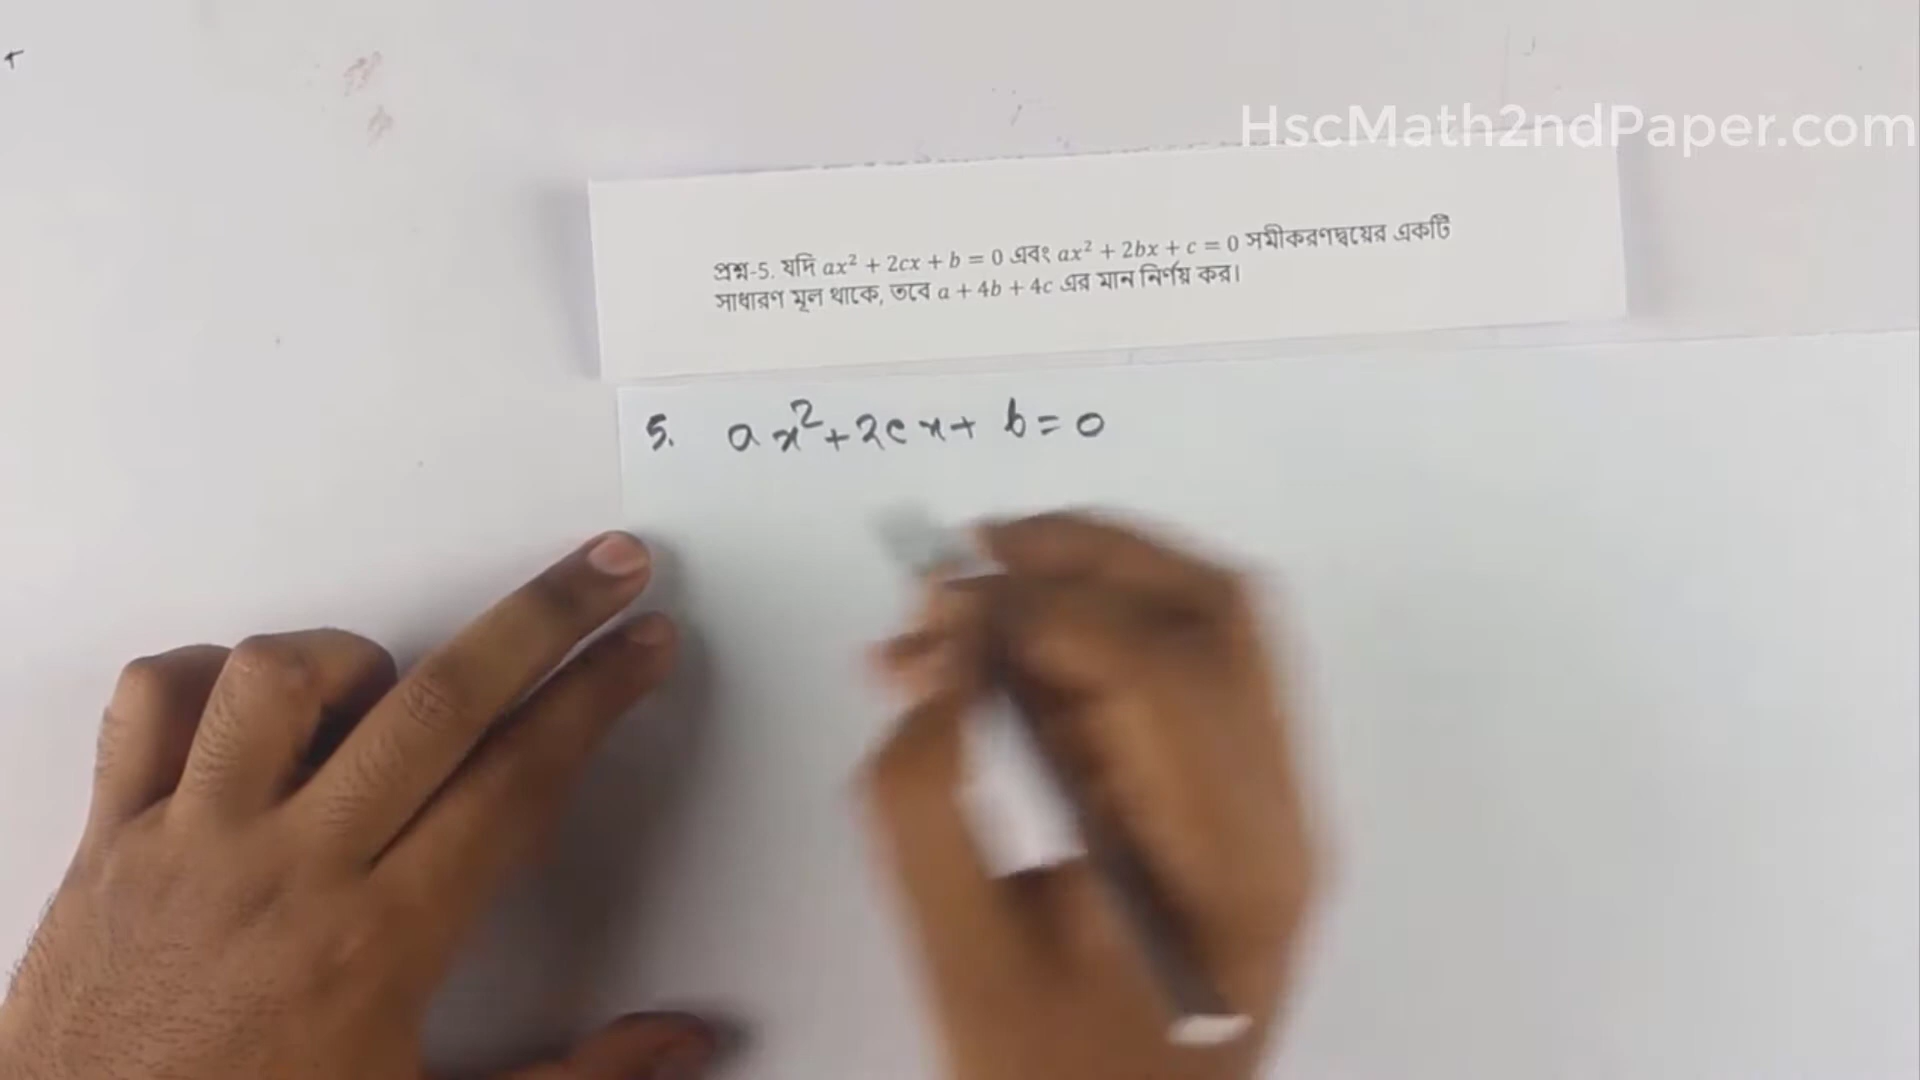 HscMath2ndPaper.com
প্রশ্ন-5. যদি ax² + 2cx + b = 0 এবং ax² + 2bx + c = 0 সমীকরণদ্বয়ের একটি
সাধারণ মূল থাকে, তবে a + 4b + 4c এর মান নির্ণয় কর।
5. ax² + 2cx + b = 0